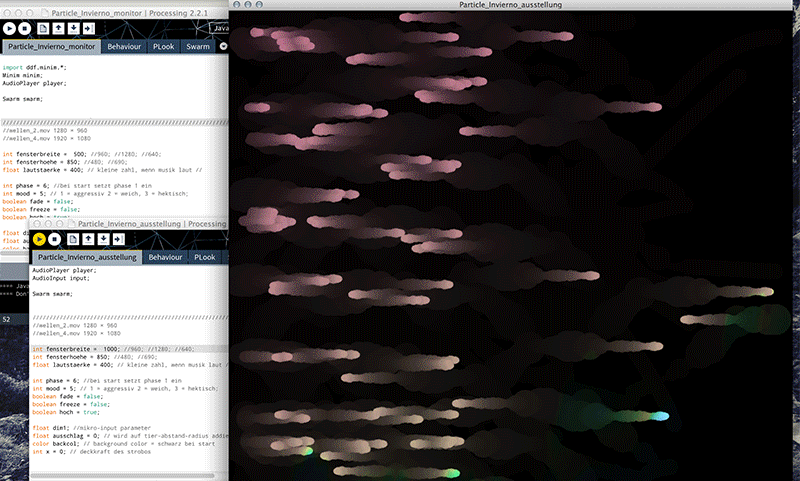 Particle_Invierno_monitor | Processing 2.2.1
Java
Particle_Invierno_monitor Behaviour PLook Swarm
import ddf.minim.*;
Minim minim;
AudioPlayer player;
Swarm swarm;
//wellen_2.mov 1280 * 960
//wellen_4.mov 1920 * 1080
int fensterbreite = 500; //960; //1280; //640;
int fensterhoehe = 850; //480; //690;
float lautstaerke = 400; // kleine zahl, wenn musik laut //
int phase = 6; //bei start setzt phase 1 ein
int mood = 5; // 1 = aggressiv 2 = weich, 3 = hektisch;
boolean fade = false;
boolean freeze = false;
boolean hoch = true;
float di
float au
color ba
Java
Don'
52
Particle_Invierno_ausstellung | Processing
Particle_Invierno_ausstellung Behaviour PLook
AudioPlayer player;
AudioInput input;
Swarm swarm;
//wellen_2.mov 1280 * 960
//wellen_4.mov 1920 * 1080
int fensterbreite = 1000; //960; //1280; //640;
int fensterhoehe = 850; //480; //690;
float lautstaerke = 400; // kleine zahl, wenn musik laut /
int phase = 6; //bei start setzt phase 1 ein
int mood = 5; // 1 = aggressiv 2 = weich, 3 = hektisch;
boolean fade = false;
boolean freeze = false;
boolean hoch = true;
float din1; //mikro-input parameter
float ausschlag = 0; // wird auf tier-abstand-radius addie
color backcol; // background color = schwarz bei start
int x = 0; // deckkraft des strobos
Particle_Invierno_ausstellung